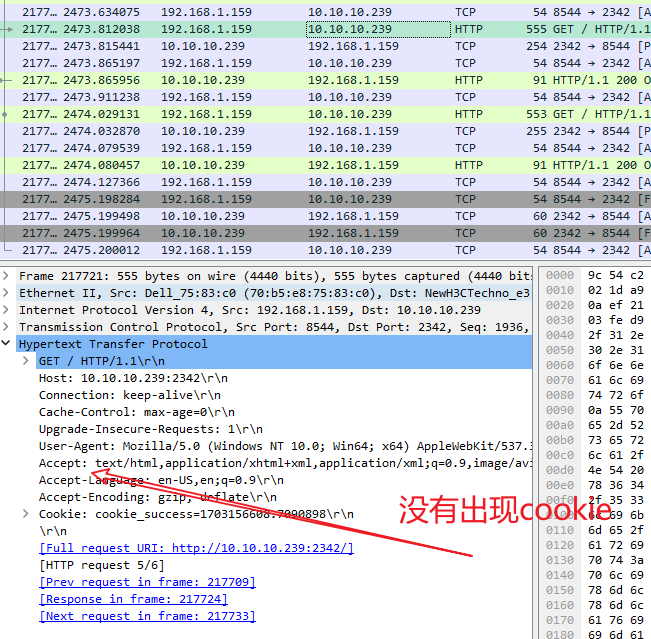 2177… 2473.634075 192.168.1.159 10.10.10.239 TCP 54 8544 → 2342 [A
2177… 2473.812038 192.168.1.159 10.10.10.239 HTTP 555 GET / HTTP/1.1
2177… 2473.815441 10.10.10.239 192.168.1.159 TCP 254 2342 → 8544 [P
2177… 2473.865197 192.168.1.159 10.10.10.239 TCP 54 8544 → 2342 [A
2177… 2473.865956 10.10.10.239 192.168.1.159 HTTP 91 HTTP/1.1 200 O
2177… 2473.911238 192.168.1.159 10.10.10.239 TCP 54 8544 → 2342 [A
2177… 2474.029131 192.168.1.159 10.10.10.239 HTTP 553 GET / HTTP/1.1
2177… 2474.032870 10.10.10.239 192.168.1.159 TCP 255 2342 → 8544 [P
2177… 2474.079539 192.168.1.159 10.10.10.239 TCP 54 8544 → 2342 [A
2177… 2474.080457 10.10.10.239 192.168.1.159 HTTP 91 HTTP/1.1 200 O
2177… 2474.127366 192.168.1.159 10.10.10.239 TCP 54 8544 → 2342 [A
2177… 2475.198284 192.168.1.159 10.10.10.239 TCP 54 8544 → 2342 [F
2177… 2475.199498 10.10.10.239 192.168.1.159 TCP 60 2342 → 8544 [A
2177… 2475.199964 10.10.10.239 192.168.1.159 TCP 60 2342 → 8544 [F
2177… 2475.200012 192.168.1.159 10.10.10.239 TCP 54 8544 → 2342 [A
Frame 217721: 555 bytes on wire (4440 bits), 555 bytes captured (4440 bit
Ethernet II, Src: Dell_75:83:c0 (70:b5:e8:75:83:c0), Dst: NewH3CTechno_e3
Internet Protocol Version 4, Src: 192.168.1.159, Dst: 10.10.10.239
Transmission Control Protocol, Src Port: 8544, Dst Port: 2342, Seq: 1936,
Hypertext Transfer Protocol
GET / HTTP/1.1\r\n
Host: 10.10.10.239:2342\r\n
Connection: keep-alive\r\n
Cache-Control: max-age=0\r\n
Upgrade-Insecure-Requests: 1\r\n
User-Agent: Mozilla/5.0 (Windows NT 10.0; Win64; x64) AppleWebKit/537.3
Accept: text/html,application/xhtml+xml,application/xml;q=0.9,image/avi
Accept-Language: en-US,en;q=0.9\r\n
Accept-Encoding: gzip, deflate\r\n
Cookie: cookie_success=1703156608.7090898\r\n
\r\n
[Full request URI: http://10.10.10.239:2342/]
[HTTP request 5/6]
[Prev request in frame: 217709]
[Response in frame: 217724]
[Next request in frame: 217733]
没有出现cookie
0000 9c 54 c2
0010 02 1d a9
0020 0a ef 21
0030 03 fe d9
0040 2f 31 2e
0050 30 2e 31
0060 6f 6e 6e
0070 61 6c 69
0080 74 72 6f
0090 0a 55 70
00a0 65 2d 52
00b0 73 65 72
00c0 6c 61 2f
00d0 4e 54 20
00e0 78 36 34
00f0 2f 35 33
6c 69 6b
0110 6d 65 2f
0120 61 72 69
0130 70 74 3a
0140 70 6c 69
0150 78 6d 6c
0160 78 6d 6c
0170 61 76 69
0180 69 6d 61